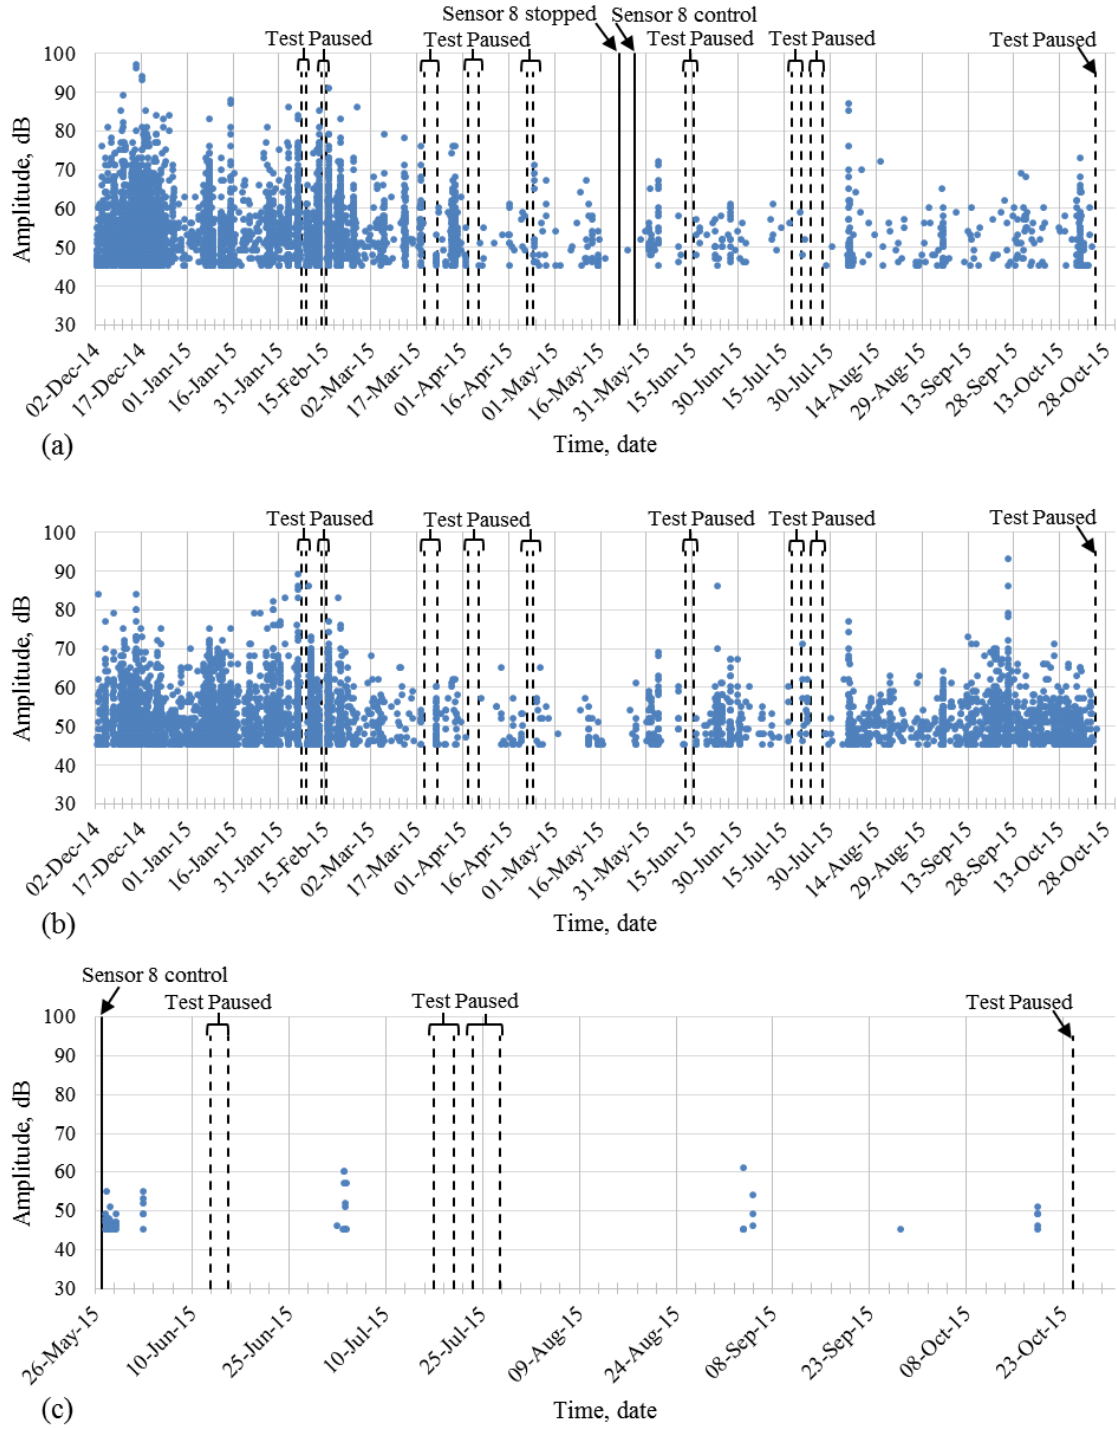 Sensor 8 stopped Sensor 8 control
Test Paused Test Paused Test Paused Test Paused Test Paused
100
90
80
70
60
50
40
30
Amplitude, dB
02-Dec-14 17-Dec-14 01-Jan-15 16-Jan-15 31-Jan-15 15-Feb-15 02-Mar-15 17-Mar-15 01-Apr-15 16-Apr-15 01-May-15 16-May-15 31-May-15 15-Jun-15 30-Jun-15 15-Jul-15 30-Jul-15 14-Aug-15 29-Aug-15 13-Sep-15 28-Sep-15 13-Oct-15 28-Oct-15
(a) Time, date
Test Paused Test Paused Test Paused Test Paused Test Paused
100
90
80
70
60
50
40
30
Amplitude, dB
02-Dec-14 17-Dec-14 01-Jan-15 16-Jan-15 31-Jan-15 15-Feb-15 02-Mar-15 17-Mar-15 01-Apr-15 16-Apr-15 01-May-15 16-May-15 31-May-15 15-Jun-15 30-Jun-15 15-Jul-15 30-Jul-15 14-Aug-15 29-Aug-15 13-Sep-15 28-Sep-15 13-Oct-15 28-Oct-15
(b) Time, date
Sensor 8 control
Test Paused Test Paused Test Paused
100
90
80
70
60
50
40
30
Amplitude, dB
26-May-15 10-Jun-15 25-Jun-15 10-Jul-15 25-Jul-15 09-Aug-15 24-Aug-15 08-Sep-15 23-Sep-15 08-Oct-15 23-Oct-15
(c) Time, date